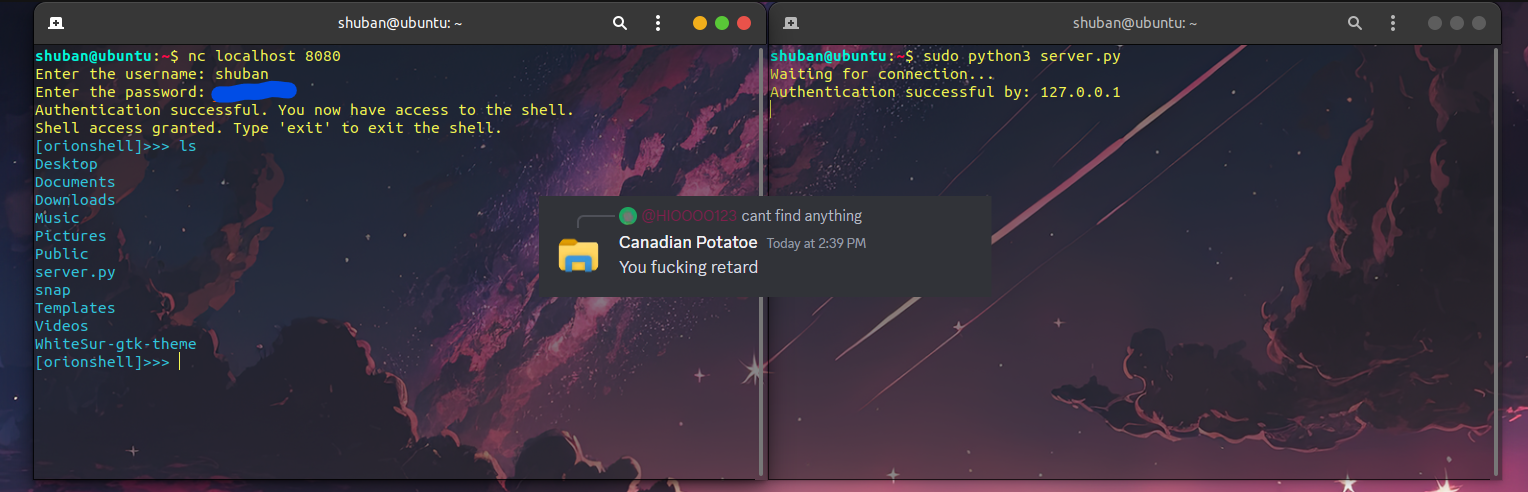 shuban@ubuntu: ~
shuban@ubuntu:~$ nc localhost 8080
Enter the username: shuban
Enter the password:
Authentication successful. You now have access to the shell.
Shell access granted. Type 'exit' to exit the shell.
[orionshell]>>> ls
Desktop
Documents
Downloads
Music
Pictures
Public
server.py
snap
Templates
Videos
WhiteSur-gtk-theme
[orionshell]>>>
shuban@ubuntu: ~
shuban@ubuntu:~$ sudo python3 server.py
Waiting for connection...
Authentication successful by: 127.0.0.1
@HIOOOO123 cant find anything
Canadian Potatoe Today at 2:39 PM
You fucking retard